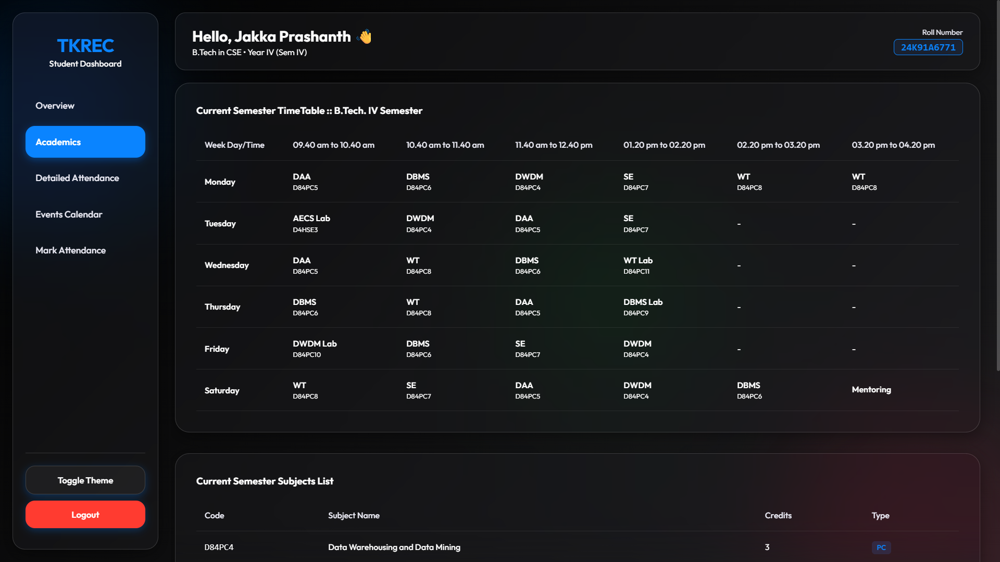 TKREC
Student Dashboard
Overview
Academics
Detailed Attendance
Events Calendar
Mark Attendance
Toggle Theme
Logout
Hello, Jakka Prashanth 👋
B.Tech in CSE • Year IV (Sem IV)
Roll Number
24K91A6771
Current Semester TimeTable :: B.Tech. IV Semester
Week Day/Time 09.40 am to 10.40 am 10.40 am to 11.40 am 11.40 am to 12.40 pm 01.20 pm to 02.20 pm 02.20 pm to 03.20 pm 03.20 pm to 04.20 pm
Monday DAA DBMS DWDM SE WT WT
D84PC5 D84PC6 D84PC4 D84PC7 D84PC8 D84PC8
Tuesday AECS Lab DWDM DAA SE - -
D4HSE3 D84PC4 D84PC5 D84PC7
Wednesday DAA WT DBMS WT Lab - -
D84PC5 D84PC8 D84PC6 D84PC11
Thursday DBMS WT DAA DBMS Lab - -
D84PC6 D84PC8 D84PC5 D84PC9
Friday DWDM Lab DBMS SE DWDM - -
D84PC10 D84PC6 D84PC7 D84PC4
Saturday WT SE DAA DWDM DBMS Mentoring
D84PC8 D84PC7 D84PC5 D84PC4 D84PC6
Current Semester Subjects List
Code Subject Name Credits Type
D84PC4 Data Warehousing and Data Mining 3 PC